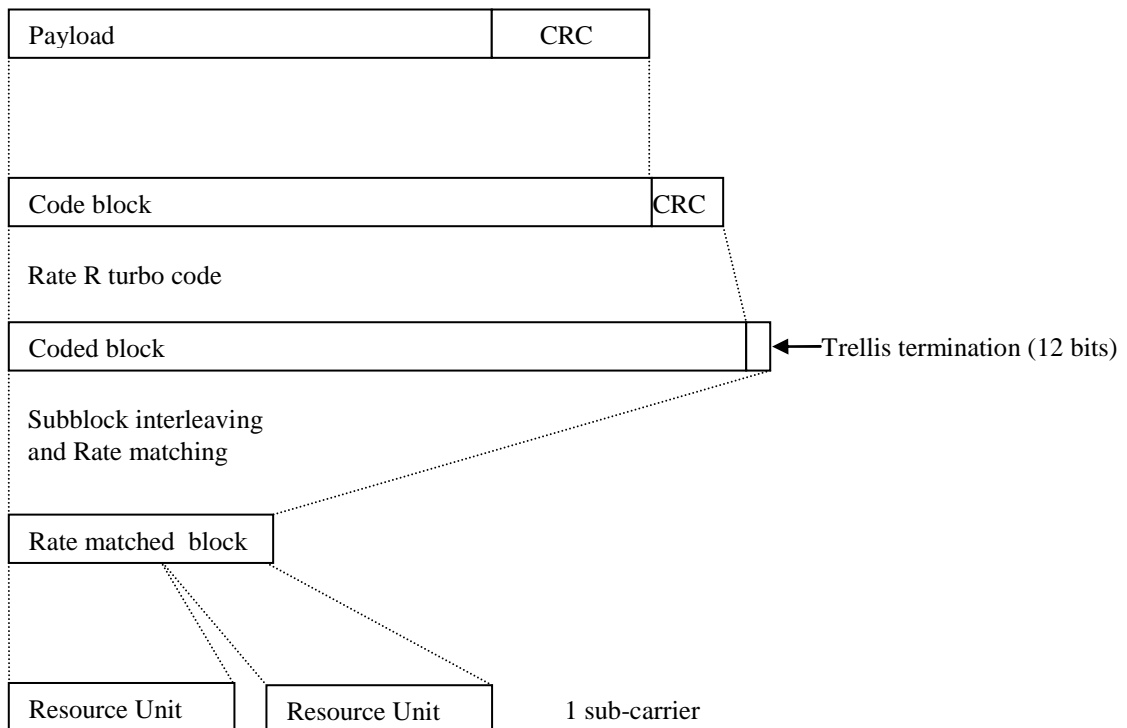 Payload CRC
Code block CRC
Rate R turbo code
Coded block Trellis termination (12 bits)
Subblock interleaving
and Rate matching
Rate matched block
Resource Unit Resource Unit 1 sub-carrier